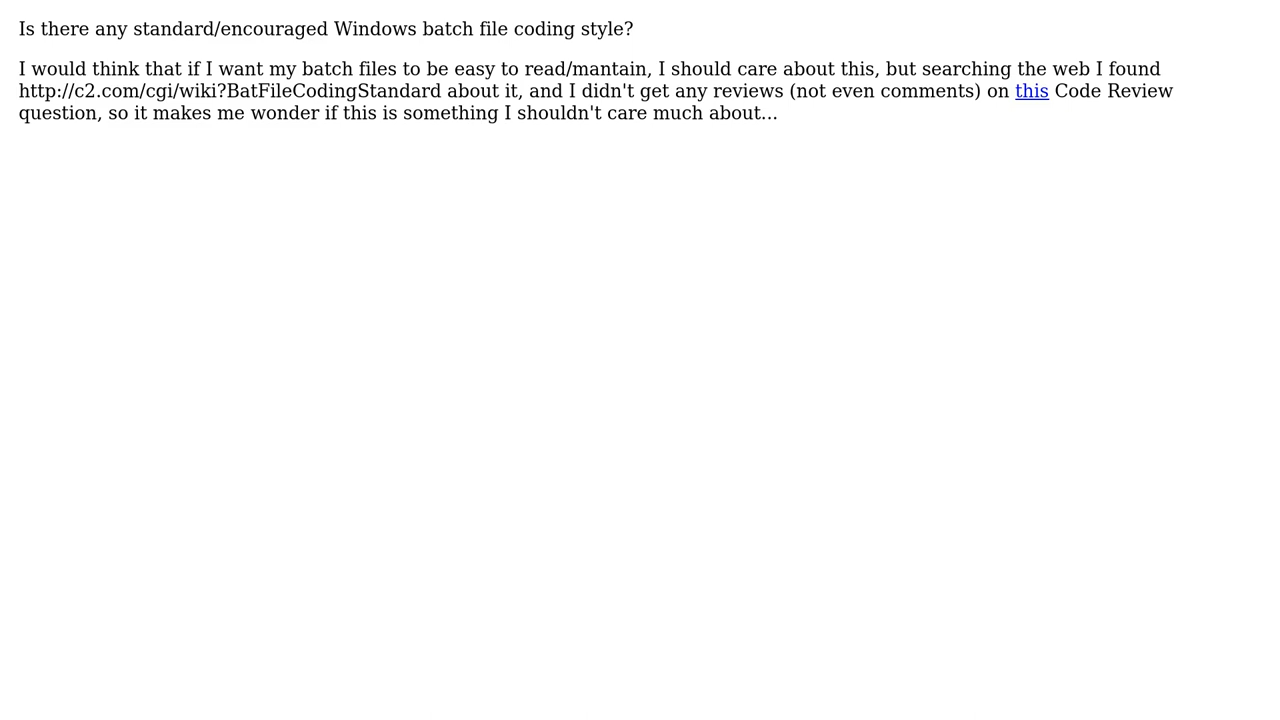 Is there any standard/encouraged Windows batch file coding style?
I would think that if I want my batch files to be easy to read/mantain, I should care about this, but searching the web I found
http://c2.com/cgi/wiki?BatFileCodingStandard about it, and I didn't get any reviews (not even comments) on this Code Review
question, so it makes me wonder if this is something I shouldn't care much about...